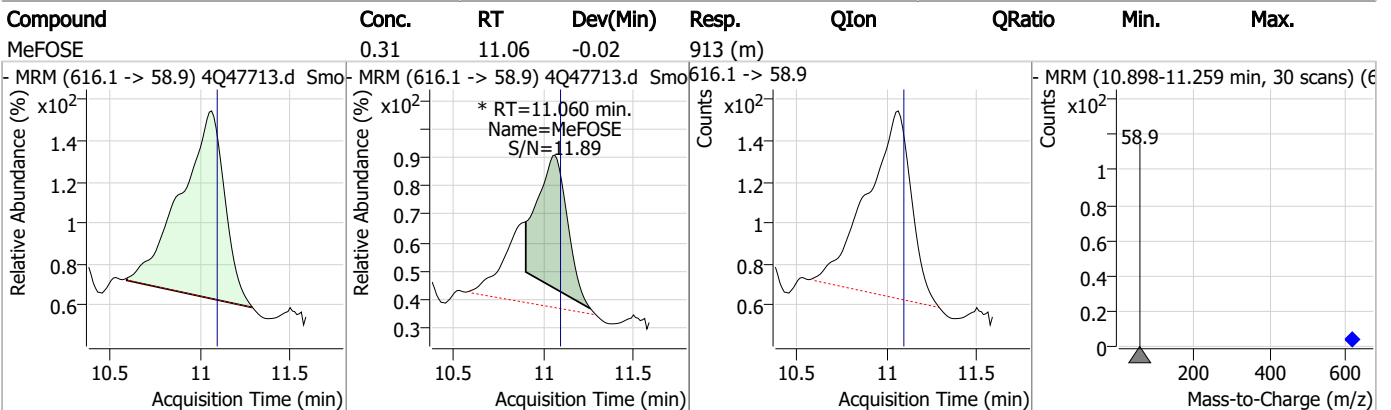 Compound Conc. RT Dev(Min) Resp. QIon QRatio Min. Max.
MeFOSE 0.31 11.06 -0.02 913 (m)
- MRM (616.1 -> 58.9) 4Q47713.d Smo
Relative Abundance (%)
x10²
1.4
1.2
1
0.8
0.6
10.5 11 11.5
Acquisition Time (min)
- MRM (616.1 -> 58.9) 4Q47713.d Smo
Relative Abundance (%)
x10²
* RT=11.060 min.
Name=MeFOSE
S/N=11.89
0.9
0.8
0.7
0.6
0.5
0.4
0.3
10.5 11 11.5
Acquisition Time (min)
616.1 -> 58.9
Counts
x10²
1.4
1.2
1
0.8
0.6
10.5 11 11.5
Acquisition Time (min)
- MRM (10.898-11.259 min, 30 scans) (6
Counts
x10²
58.9
1
0.8
0.6
0.4
0.2
0
200 400 600
Mass-to-Charge (m/z)